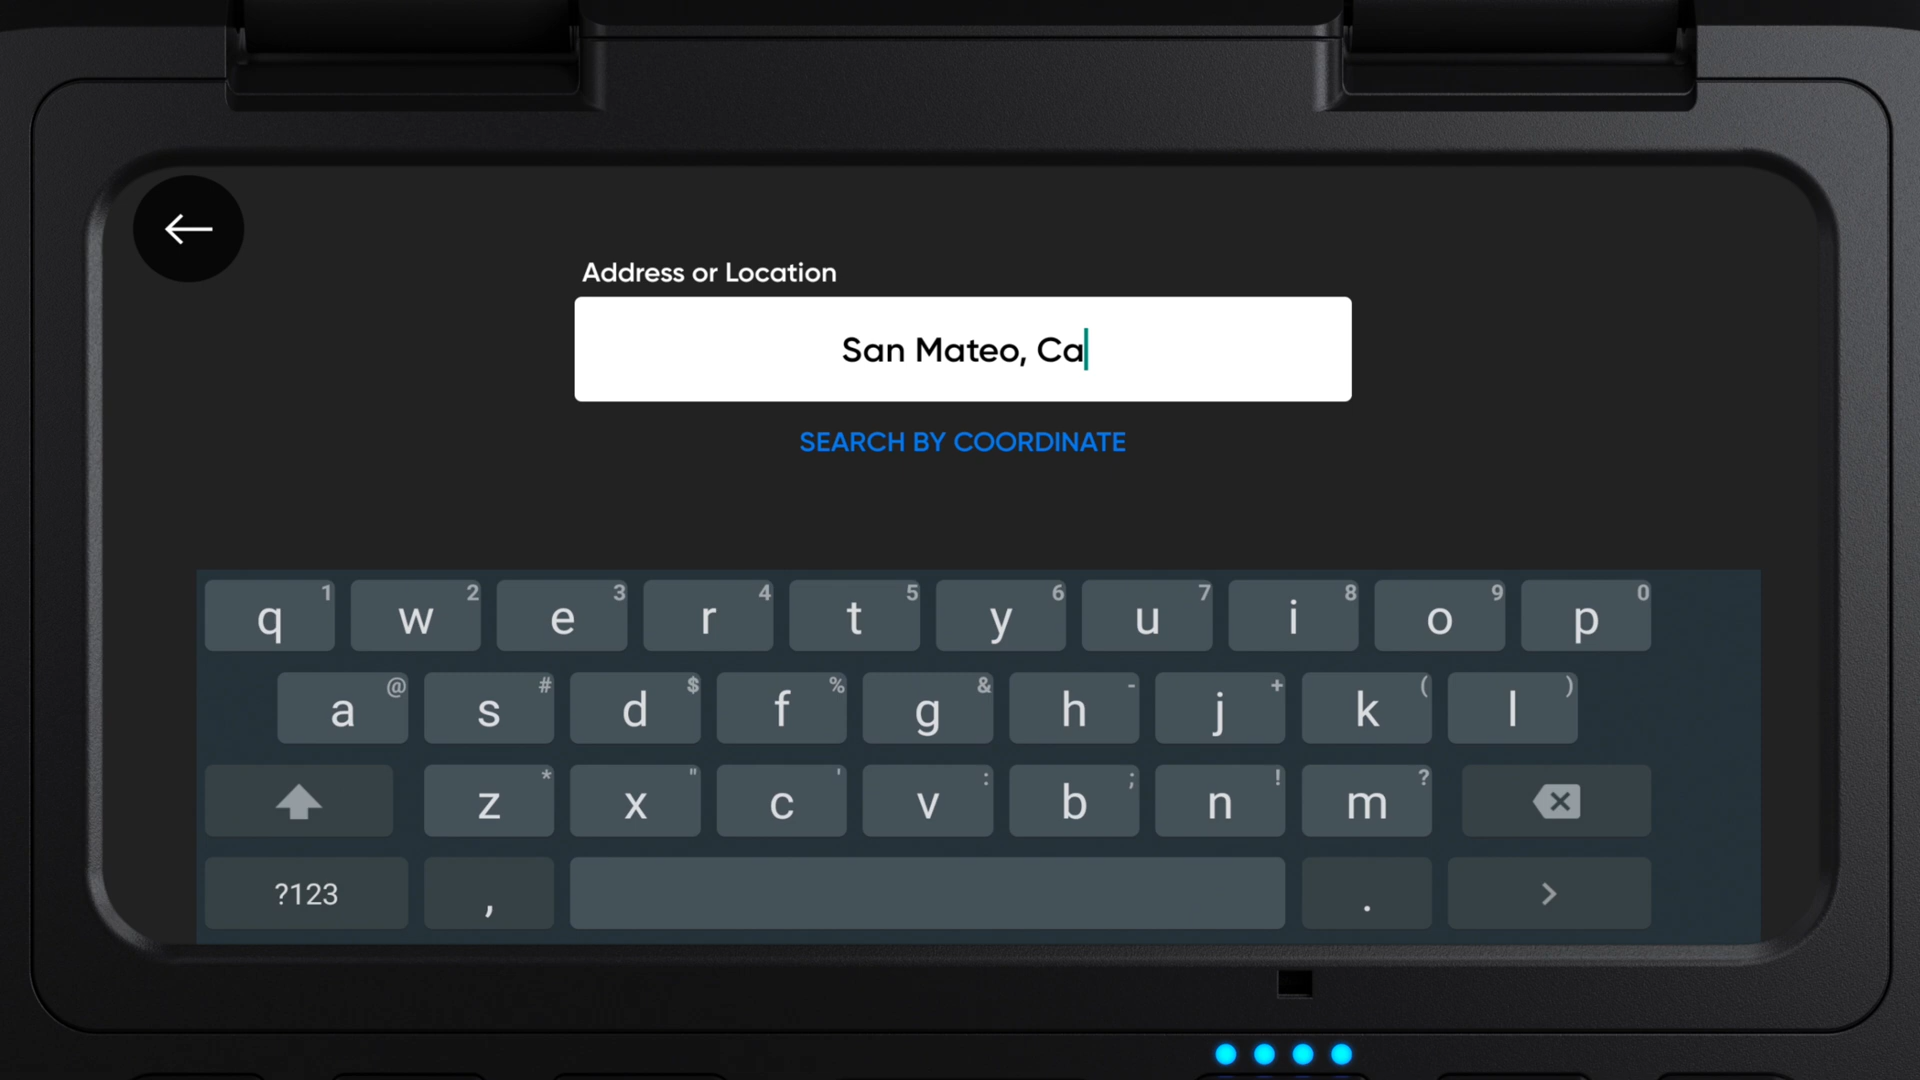 Address or Location
San Mateo, Ca
SEARCH BY COORDINATE
q 1 w 2 e 3 r 4 t 5 y 6 u 7 i 8 o 9 p 0
a @ s # d $ f % g & h - j + k ( l )
z * x " c ' v : b ; n ! m ?
?123 , . >